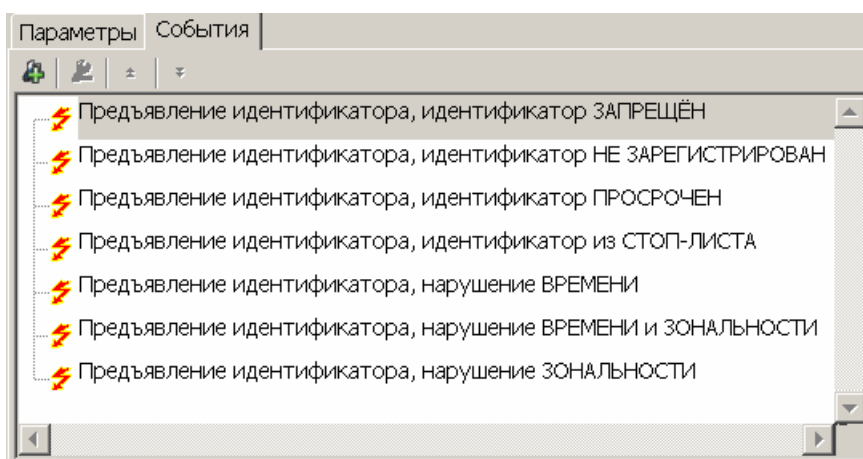 Параметры События
Предъявление идентификатора, идентификатор ЗАПРЕЩЁН
Предъявление идентификатора, идентификатор НЕ ЗАРЕГИСТРИРОВАН
Предъявление идентификатора, идентификатор ПРОСРОЧЕН
Предъявление идентификатора, идентификатор из СТОП-ЛИСТА
Предъявление идентификатора, нарушение ВРЕМЕНИ
Предъявление идентификатора, нарушение ВРЕМЕНИ и ЗОНАЛЬНОСТИ
Предъявление идентификатора, нарушение ЗОНАЛЬНОСТИ